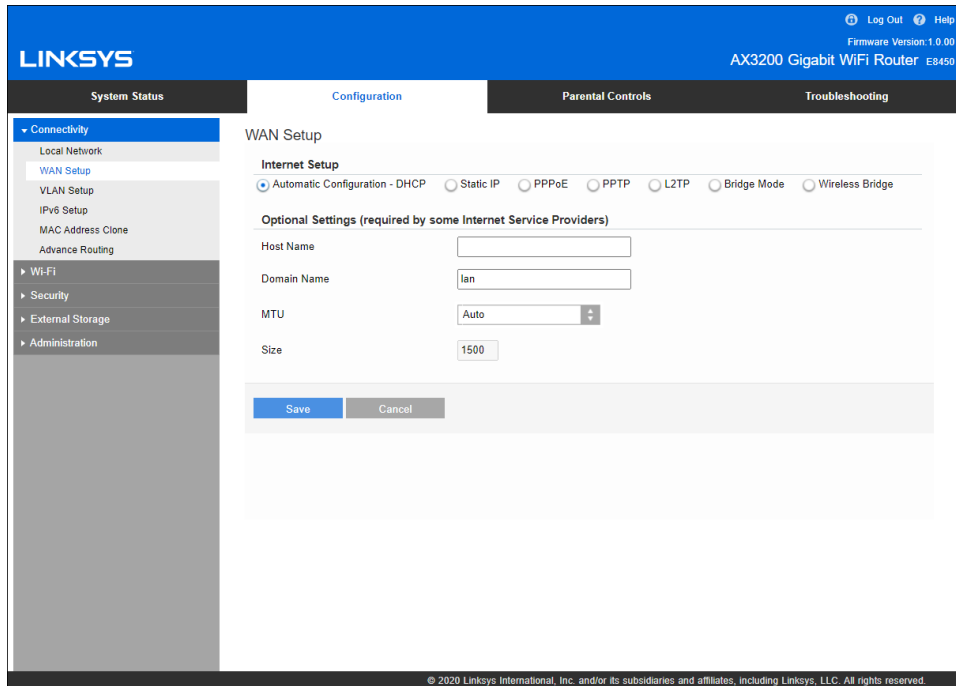 Log Out Help
Firmware Version:1.0.00
LINKSYS
AX3200 Gigabit WiFi Router E8450
System Status Configuration Parental Controls Troubleshooting
Connectivity
Local Network
WAN Setup
VLAN Setup
IPv6 Setup
MAC Address Clone
Advance Routing
Wi-Fi
Security
External Storage
Administration
WAN Setup
Internet Setup
Automatic Configuration - DHCP Static IP PPPoE PPTP L2TP Bridge Mode Wireless Bridge
Optional Settings (required by some Internet Service Providers)
Host Name
Domain Name lan
MTU Auto
Size 1500
Save Cancel
© 2020 Linksys International, Inc. and/or its subsidiaries and affiliates, including Linksys, LLC. All rights reserved.